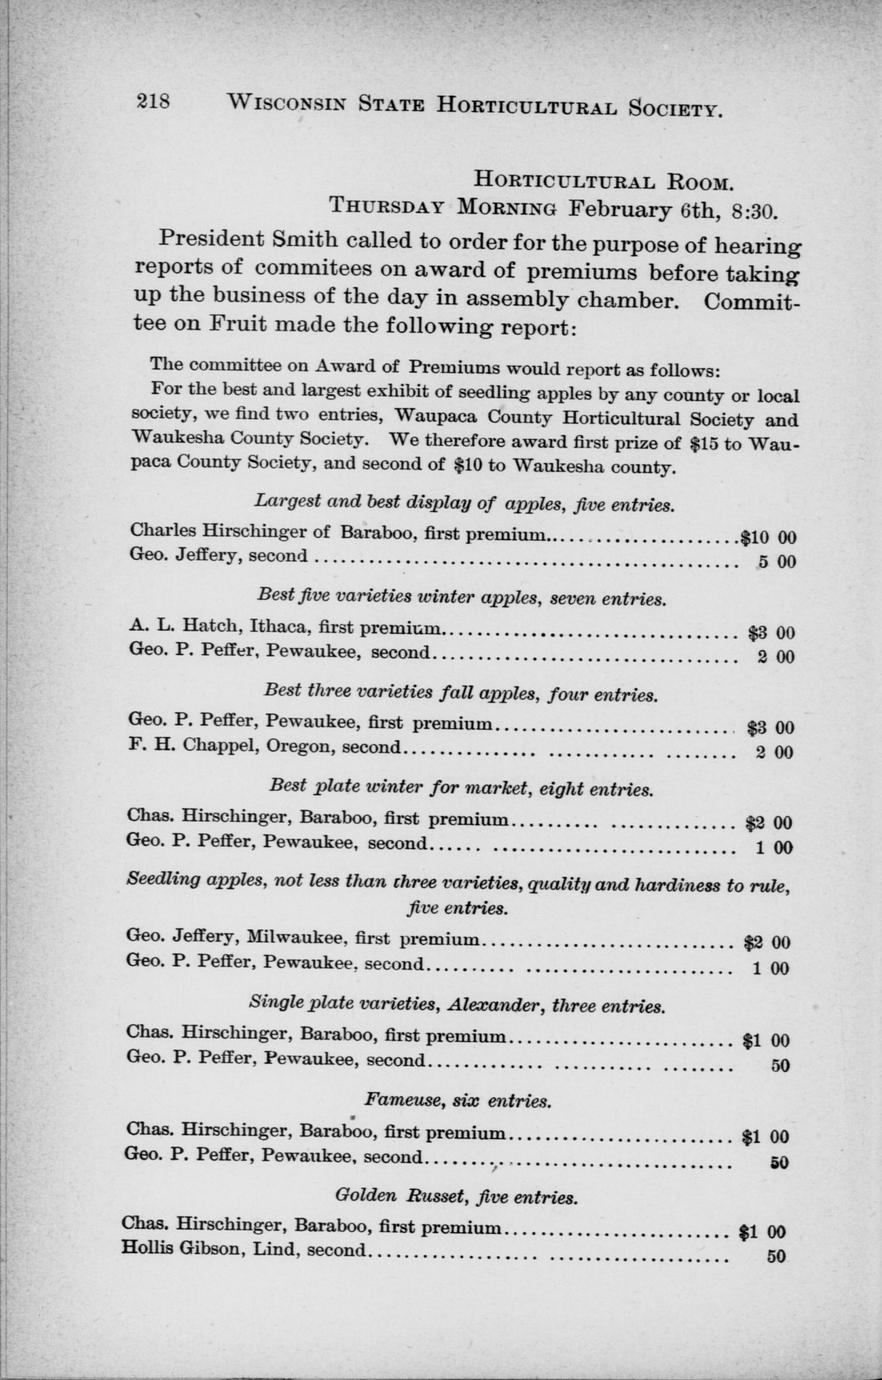 218 WISCONSIN STATE HORTICULTURAL SOCIETY.
HORTICULTURAL ROOM.
THURSDAY MORNING February 6th, 8:30.
President Smith called to order for the purpose of hearing
reports of commitees on award of premiums before taking
up the business of the day in assembly chamber. Commit-
tee on Fruit made the following report:
The committee on Award of Premiums would report as follows:
For the best and largest exhibit of seedling apples by any county or local
society, we find two entries, Waupaca County Horticultural Society and
Waukesha County Society. We therefore award first prize of $15 to Wau-
paca County Society, and second of $10 to Waukesha county.
Largest and best display of apples, five entries.
Charles Hirschinger of Baraboo, first premium........................$10 00
Geo. Jeffery, second ............................................... 5 00
Best five varieties winter apples, seven entries.
A. L. Hatch, Ithaca, first premium................................. $3 00
Geo. P. Peffer, Pewaukee, second.................................. 2 00
Best three varieties fall apples, four entries.
Geo. P. Peffer, Pewaukee, first premium........................... $3 00
F. H. Chappel, Oregon, second............... ............ ........ 2 00
Best plate winter for market, eight entries.
Chas. Hirschinger, Baraboo, first premium.......... .............. $2 00
Geo. P. Peffer, Pewaukee, second...... ........................... 1 00
Seedling apples, not less than three varieties, quality and hardiness to rule,
five entries.
Geo. Jeffery, Milwaukee, first premium............................ $2 00
Geo. P. Peffer, Pewaukee, second.......... ....................... 1 00
Single plate varieties, Alexander, three entries.
Chas. Hirschinger, Baraboo, first premium......................... $1 00
Geo. P. Peffer, Pewaukee, second............. ........... ........ 50
Fameuse, six entries.
Chas. Hirschinger, Baraboo, first premium......................... $1 00
Geo. P. Peffer, Pewaukee, second.................................. 50
Golden Russet, five entries.
Chas. Hirschinger, Baraboo, first premium......................... $1 00
Hollis Gibson, Lind, second................... .................... 50